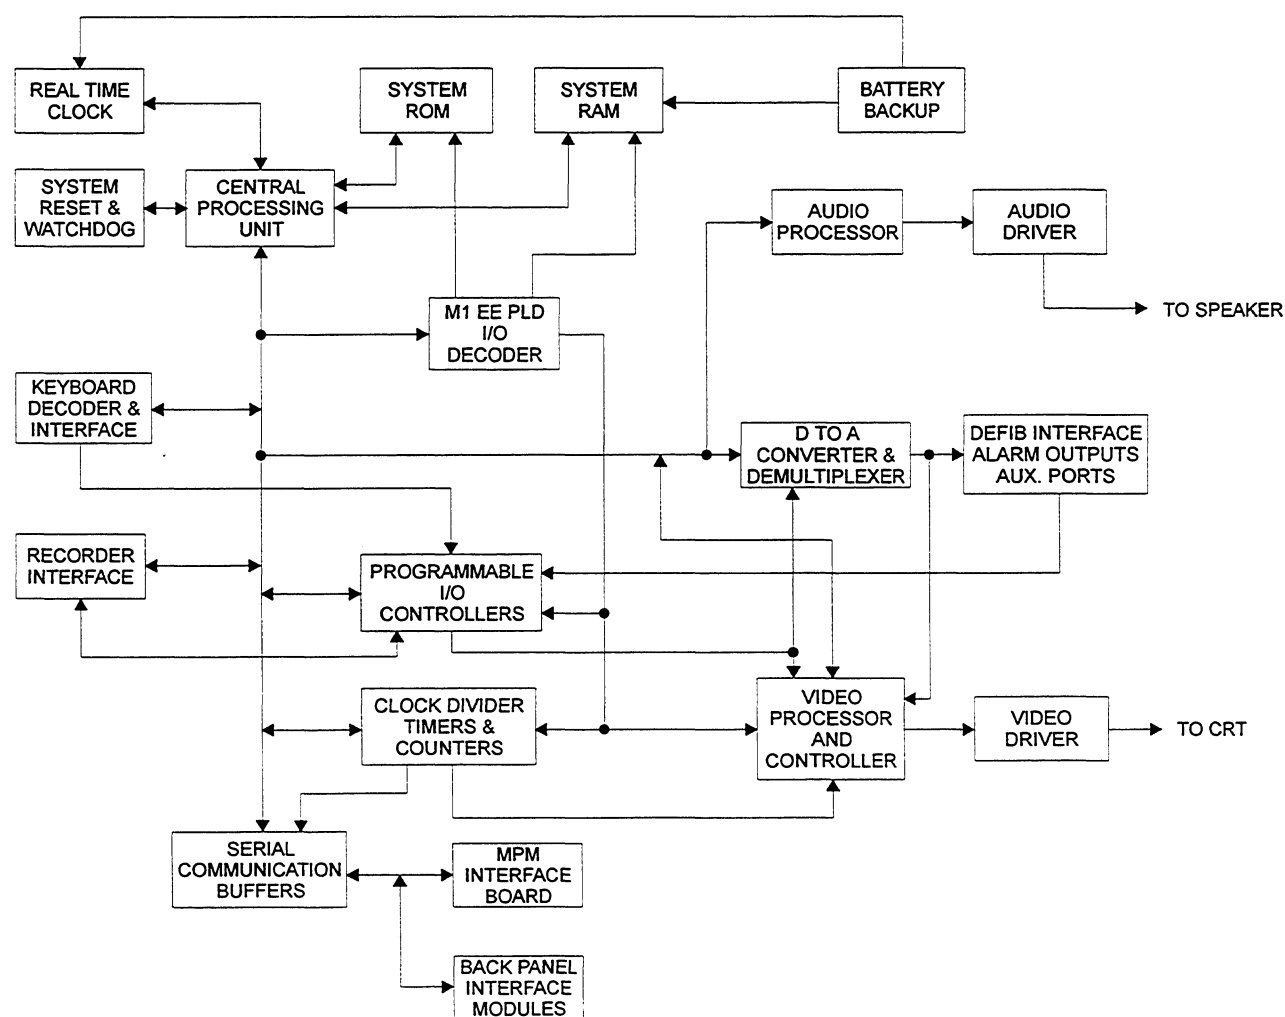 REAL TIME
CLOCK
SYSTEM
ROM
SYSTEM
RAM
BATTERY
BACKUP
SYSTEM
RESET &
WATCHDOG
CENTRAL
PROCESSING
UNIT
AUDIO
PROCESSOR
AUDIO
DRIVER
TO SPEAKER
M1 EE PLD
I/O
DECODER
KEYBOARD
DECODER &
INTERFACE
D TO A
CONVERTER &
DEMULTIPLEXER
DEFIB INTERFACE
ALARM OUTPUTS
AUX. PORTS
RECORDER
INTERFACE
PROGRAMMABLE
I/O
CONTROLLERS
CLOCK DIVIDER
TIMERS &
COUNTERS
VIDEO
PROCESSOR
AND
CONTROLLER
VIDEO
DRIVER
TO CRT
SERIAL
COMMUNICATION
BUFFERS
MPM
INTERFACE
BOARD
BACK PANEL
INTERFACE
MODULES